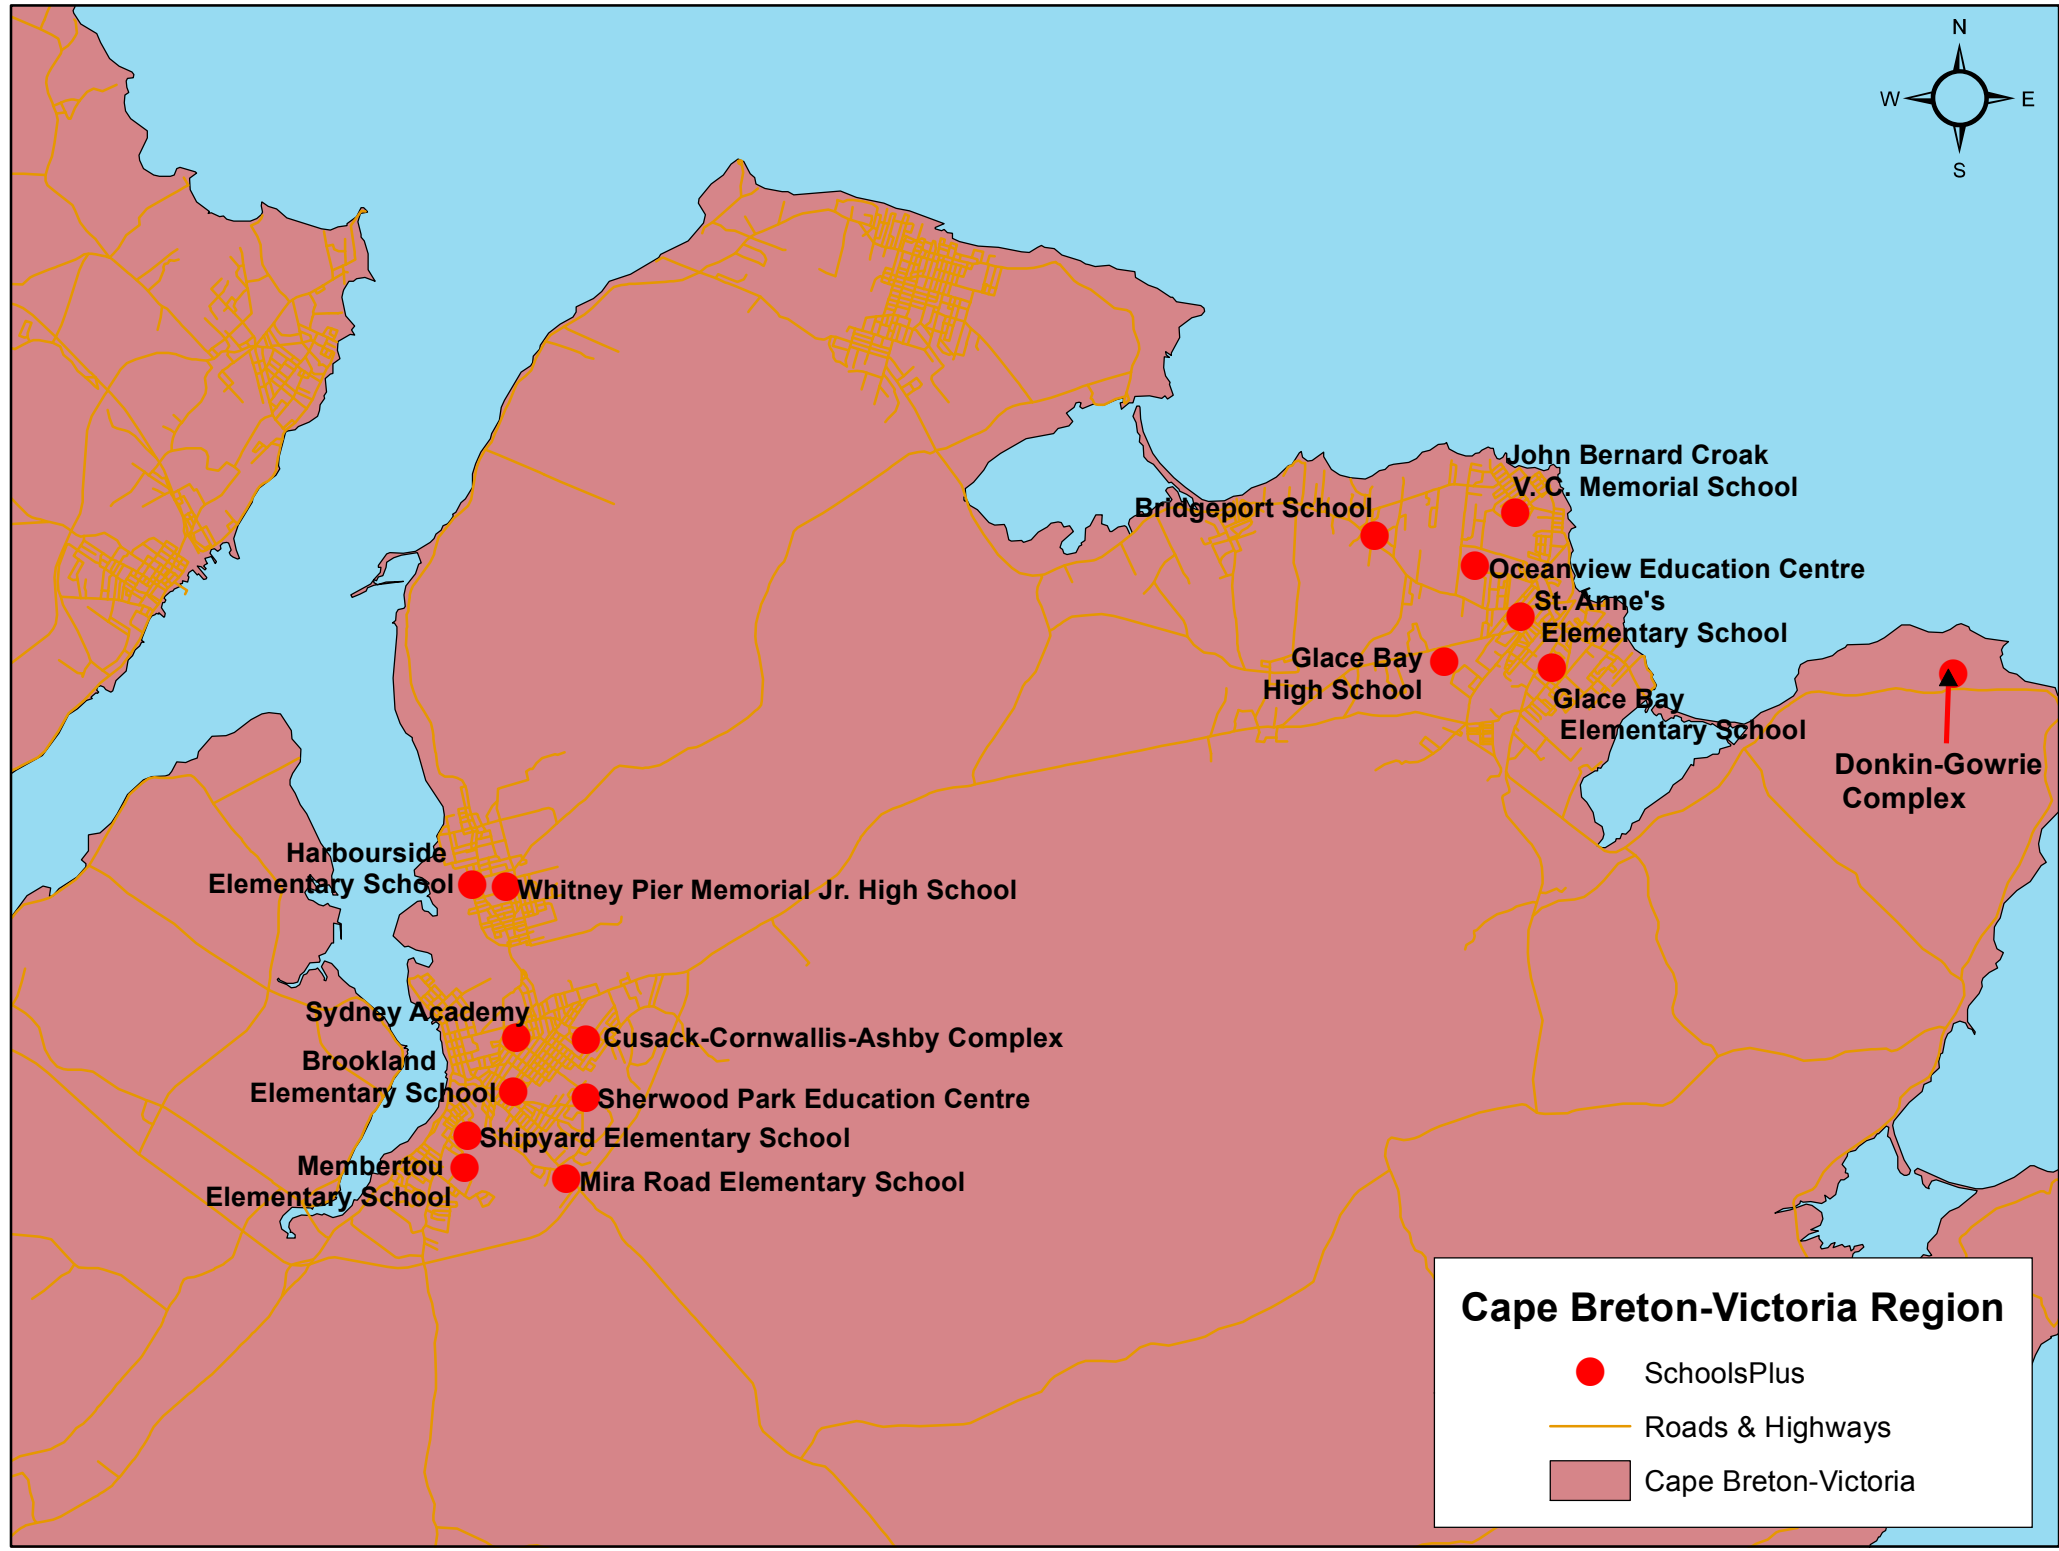 N
W
E
S
John Bernard Croak
V. C. Memorial School
Bridgeport School
Oceanview Education Centre
St. Anne's
Elementary School
Glace Bay
High School
Glace Bay
Elementary School
Donkin-Gowrie
Complex
Harbourside
Elementary School
Whitney Pier Memorial Jr. High School
Sydney Academy
Cusack-Cornwallis-Ashby Complex
Brookland
Elementary School
Sherwood Park Education Centre
Shipyard Elementary School
Membertou
Elementary School
Mira Road Elementary School
Cape Breton-Victoria Region
SchoolsPlus
Roads & Highways
Cape Breton-Victoria